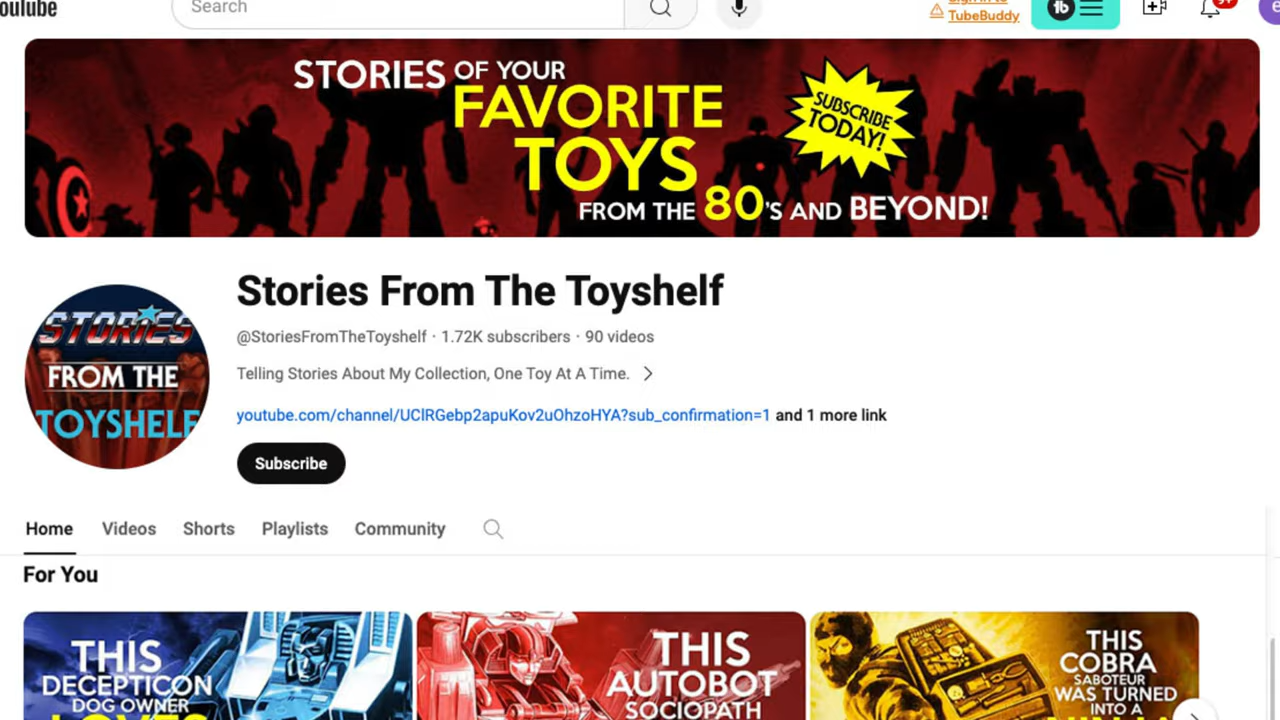 Search
TubeBuddy
9+
STORIES OF YOUR
FAVORITE
TOYS
FROM THE 80'S AND BEYOND!
SUBSCRIBE
TODAY!
STORIES
FROM THE
TOYSHELF
Stories From The Toyshelf
@StoriesFromTheToyshelf · 1.72K subscribers · 90 videos
Telling Stories About My Collection, One Toy At A Time.
youtube.com/channel/UClRGebp2apuKov2uOhzoHYA?sub_confirmation=1 and 1 more link
Subscribe
Home Videos Shorts Playlists Community
For You
THIS
DECEPTICON
DOG OWNER
LOVES
THIS
AUTOBOT
SOCIOPATH
THIS
COBRA
SABOTEUR
WAS TURNED
INTO A